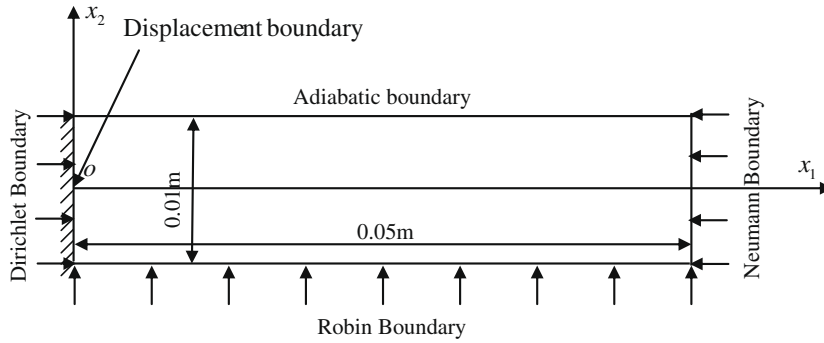 x₂
Displacement boundary
Adiabatic boundary
Dirichlet Boundary
o
0.01m
0.05m
x₁
Neumann Boundary
Robin Boundary